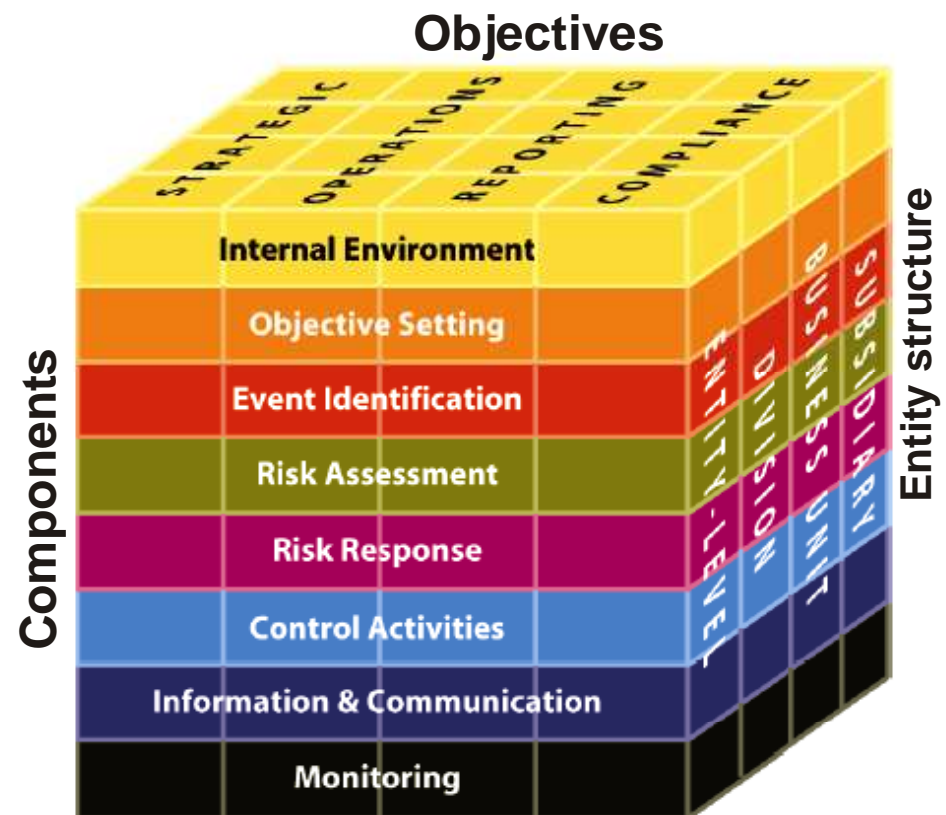 Objectives
STRATEGIC
OPERATIONS
REPORTING
COMPLIANCE
Internal Environment
Objective Setting
Event Identification
Risk Assessment
Risk Response
Control Activities
Information & Communication
Monitoring
Components
ENTITY-LEVEL
DIVISION
BUSINESS UNIT
SUBSIDIARY
Entity structure